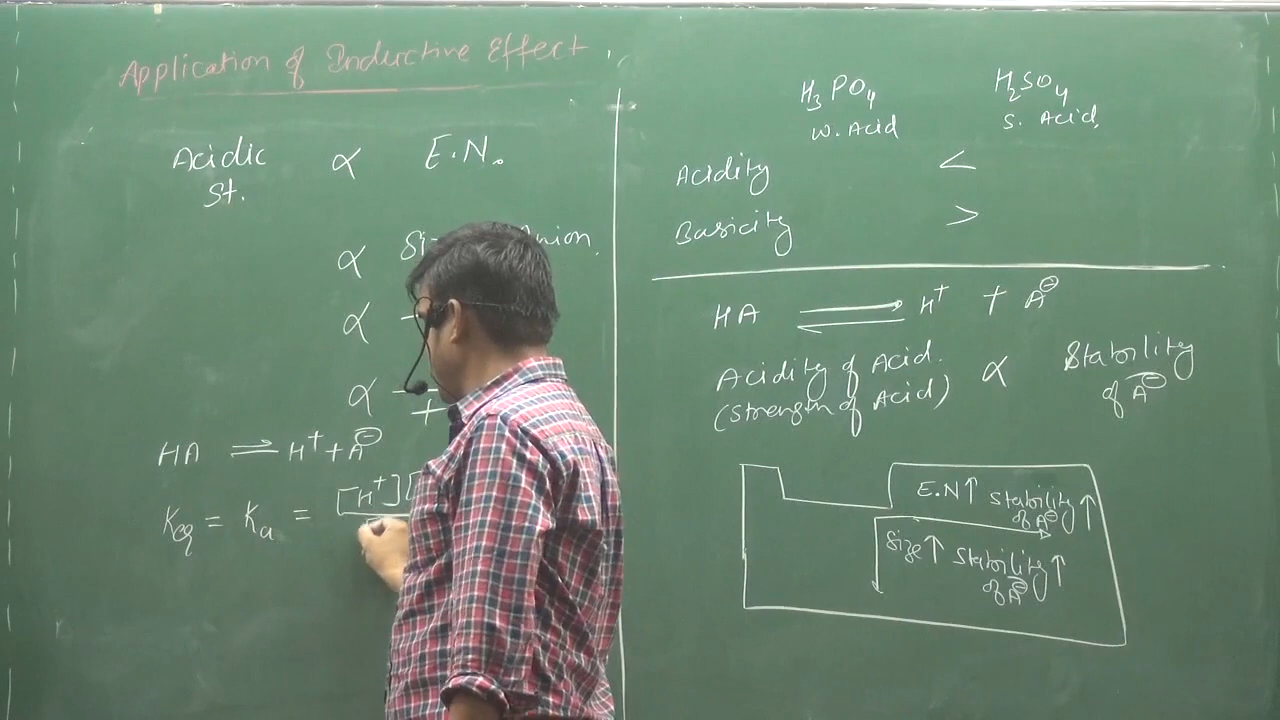 Application of Inductive Effect
Acidic ∝ E.N.
St.
∝
∝
∝
HA ⇌ H⁺ + A⊖
Keq = Ka = [H⁺][
H₃PO₄ H₂SO₄
W. Acid S. Acid
Acidity <
Basicity >
HA ⇌ H⁺ + A⊖
Acidity of Acid. ∝ Stability
(Strength of Acid) of A⊖
E.N↑ Stability ↑
of A⊖
Size↑ Stability ↑
of A⊖